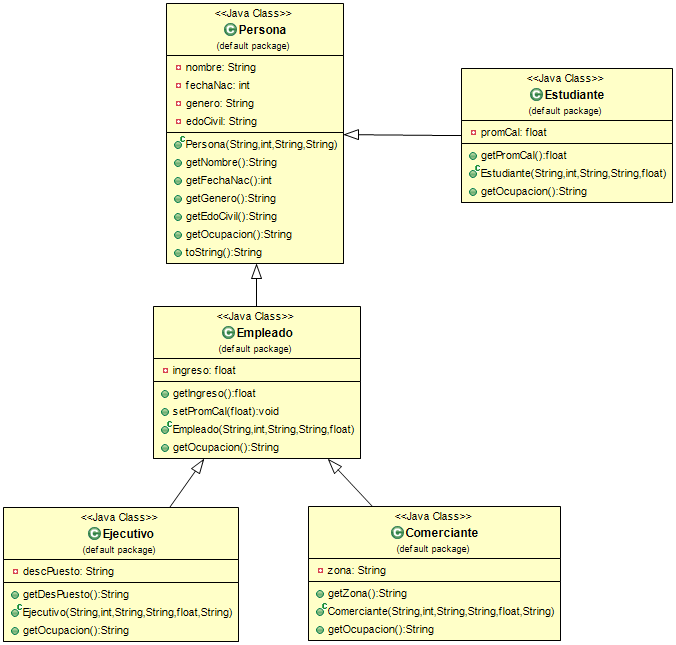 <<Java Class>>
Persona
(default package)
nombre: String
fechaNac: int
genero: String
edoCivil: String
Persona(String,int,String,String)
getNombre():String
getFechaNac():int
getGenero():String
getEdoCivil():String
getOcupacion():String
toString():String
<<Java Class>>
Estudiante
(default package)
promCal: float
getPromCal():float
Estudiante(String,int,String,String,float)
getOcupacion():String
<<Java Class>>
Empleado
(default package)
ingreso: float
getIngreso():float
setPromCal(float):void
Empleado(String,int,String,String,float)
getOcupacion():String
<<Java Class>>
Ejecutivo
(default package)
descPuesto: String
getDesPuesto():String
Ejecutivo(String,int,String,String,float,String)
getOcupacion():String
<<Java Class>>
Comerciante
(default package)
zona: String
getZona():String
Comerciante(String,int,String,String,float,String)
getOcupacion():String